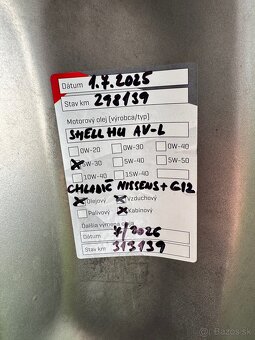 Dátum 1.7.2025
Stav km 298139
Motorový olej (výrobca/typ)
SHELL HU AV-L
0W-20 0W-30 0W-40
5W-30 5W-40 5W-50
10W-40 15W-40
CHLADIČ NISSENS + G12
Olejový Vzduchový
Palivový Kabínový
Ďalšia výmena
Dátum 7/2026
Stav km 313139
bazos.sk